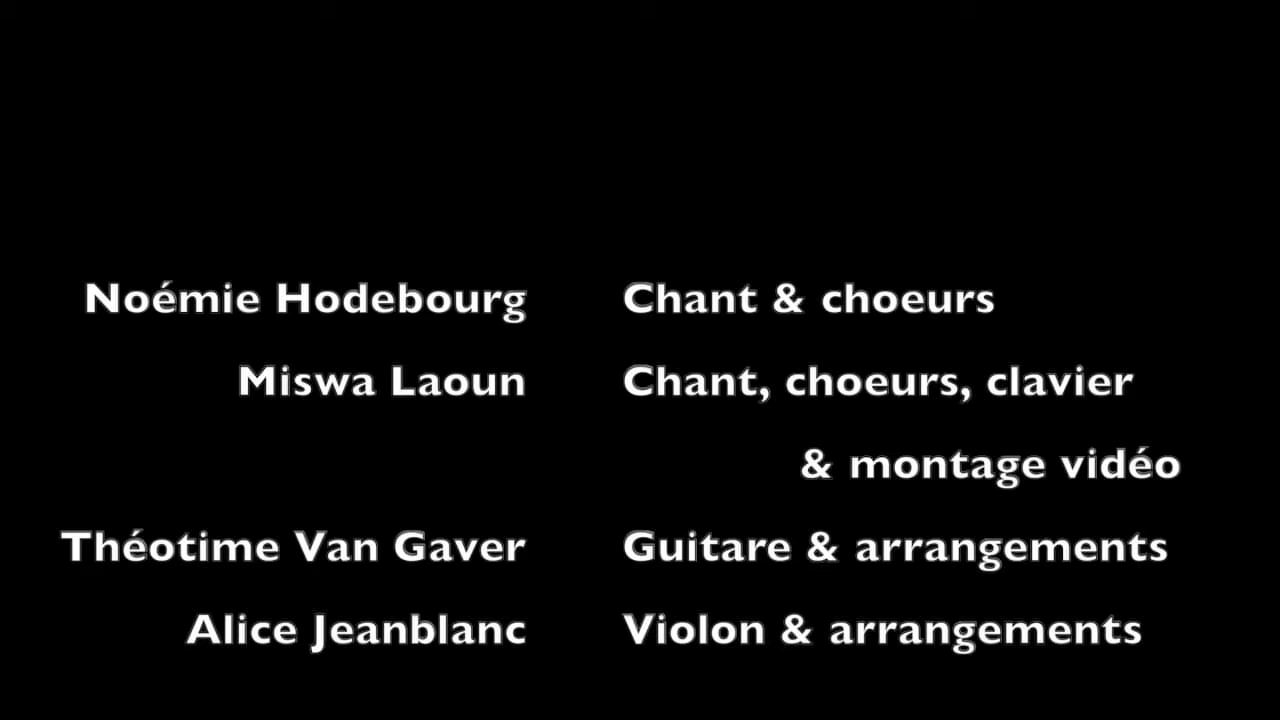 Noémie Hodebourg Chant & choeurs
Miswa Laoun Chant, choeurs, clavier
& montage vidéo
Théotime Van Gaver Guitare & arrangements
Alice Jeanblanc Violon & arrangements